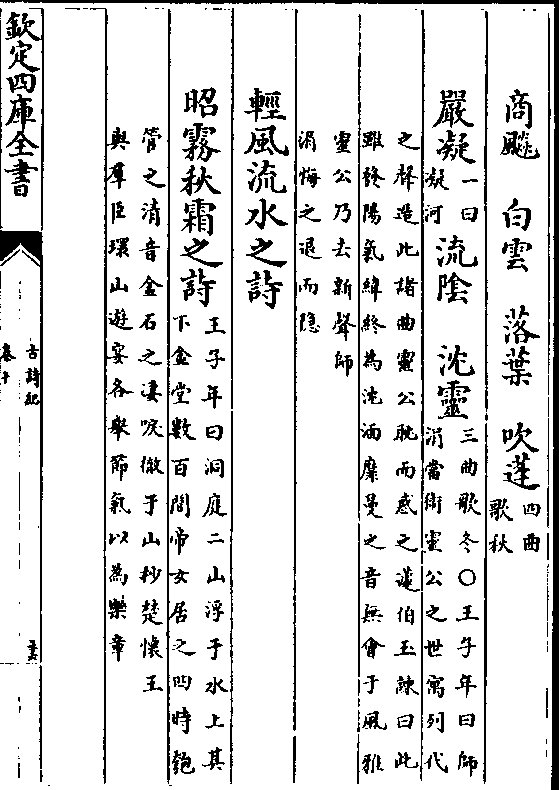 商飈　白雲　落葉　吹蓬四曲歌秋
嚴凝一曰凝河流陰　沈靈三曲歌冬〇王子年曰師
涓當衛靈公之世寫列代
之聲造此諸曲靈公耽而惑之蘧伯玉諫曰此
雖發陽氣緯終為沈湎靡曼之音無會于風雅
靈公乃去新聲師
涓悔之退而隱
輕風流水之詩
昭霧秋霜之詩王子年曰洞庭二山浮于水上其
下金堂數百間帝女居之四時匏
管之清音金石之淒唳徹于山杪楚懷王
與羣臣環山遊宴各舉節氣以為樂章
欽定四庫全書
古詩紀
卷十